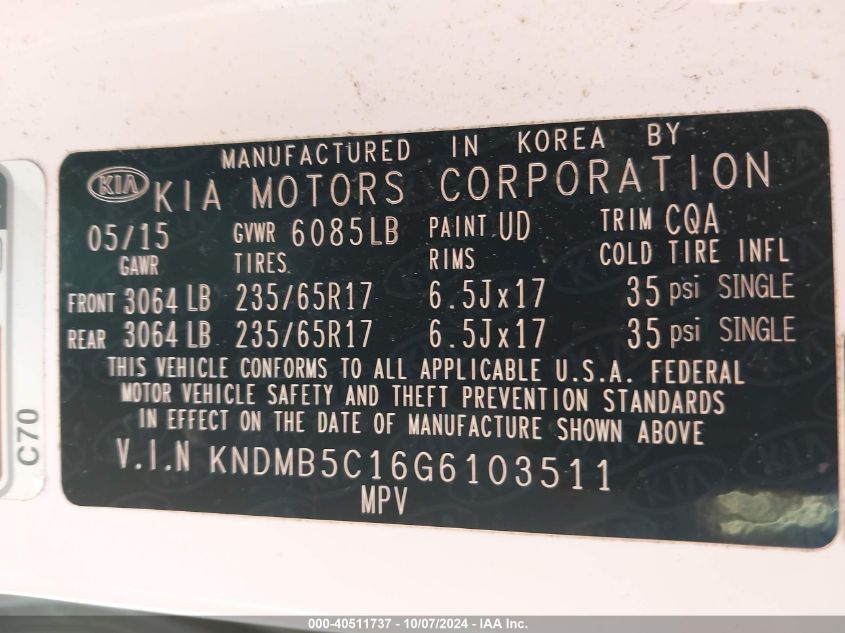 MANUFACTURED IN KOREA BY
KIA KIA MOTORS CORPORATION
05/15 GVWR 6085LB PAINT UD TRIM CQA
GAWR TIRES RIMS COLD TIRE INFL
FRONT 3064 LB 235/65R17 6.5Jx17 35 psi SINGLE
REAR 3064 LB 235/65R17 6.5Jx17 35 psi SINGLE
THIS VEHICLE CONFORMS TO ALL APPLICABLE U.S.A. FEDERAL
MOTOR VEHICLE SAFETY AND THEFT PREVENTION STANDARDS
IN EFFECT ON THE DATE OF MANUFACTURE SHOWN ABOVE
V.I.N KNDMB5C16G6103511
MPV
C70
000-40511737 - 10/07/2024 - IAA Inc.